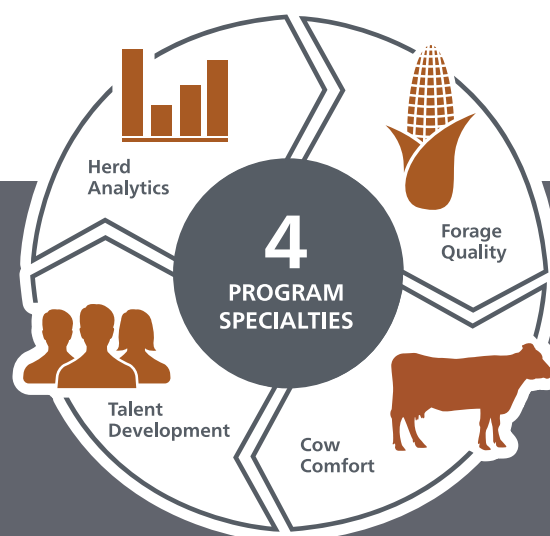 Herd
Analytics
Forage
Quality
4
PROGRAM
SPECIALTIES
Talent
Development
Cow
Comfort